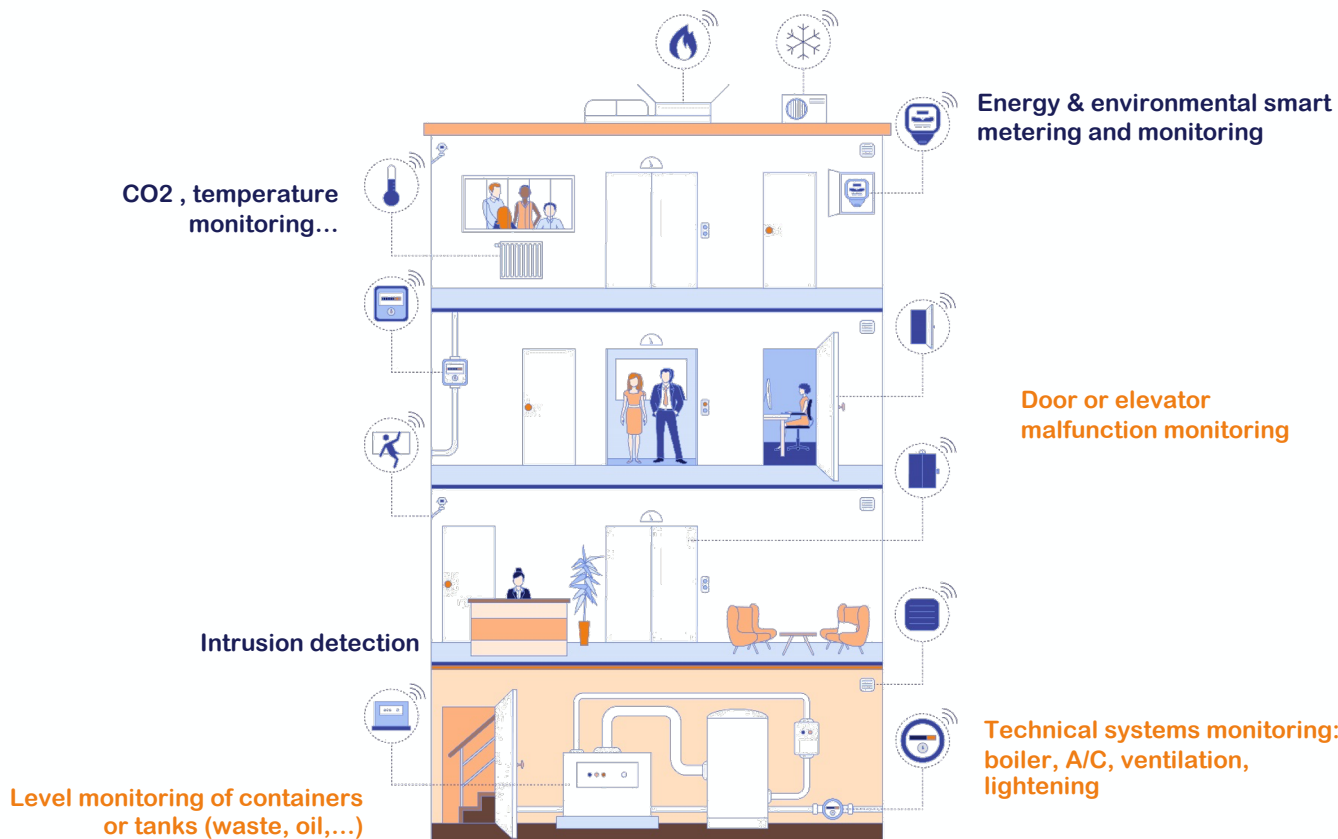 Energy & environmental smart
metering and monitoring
CO2 , temperature
monitoring...
Door or elevator
malfunction monitoring
Intrusion detection
Technical systems monitoring:
boiler, A/C, ventilation,
lightening
Level monitoring of containers
or tanks (waste, oil,...)